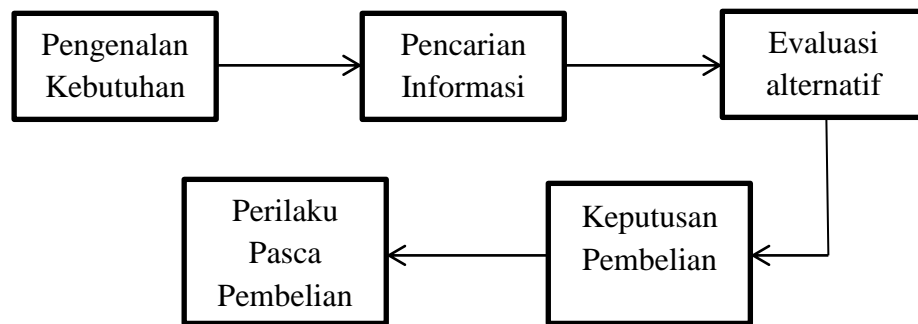 Pengenalan
Kebutuhan
Pencarian
Informasi
Evaluasi
alternatif
Keputusan
Pembelian
Perilaku
Pasca
Pembelian